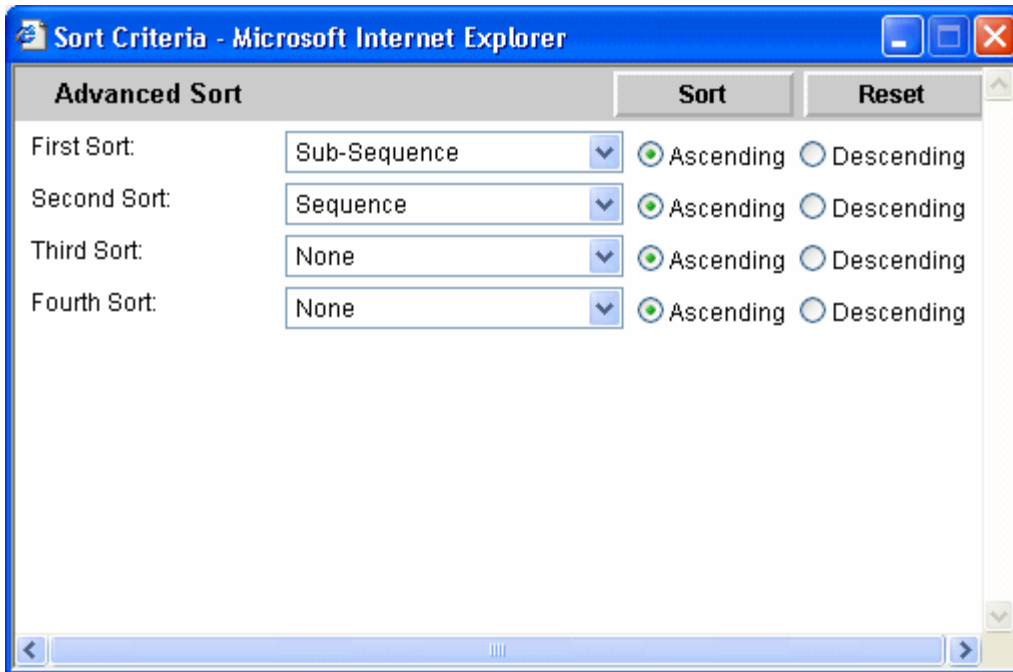 Sort Criteria - Microsoft Internet Explorer
Advanced Sort Sort Reset
First Sort: Sub-Sequence Ascending Descending
Second Sort: Sequence Ascending Descending
Third Sort: None Ascending Descending
Fourth Sort: None Ascending Descending